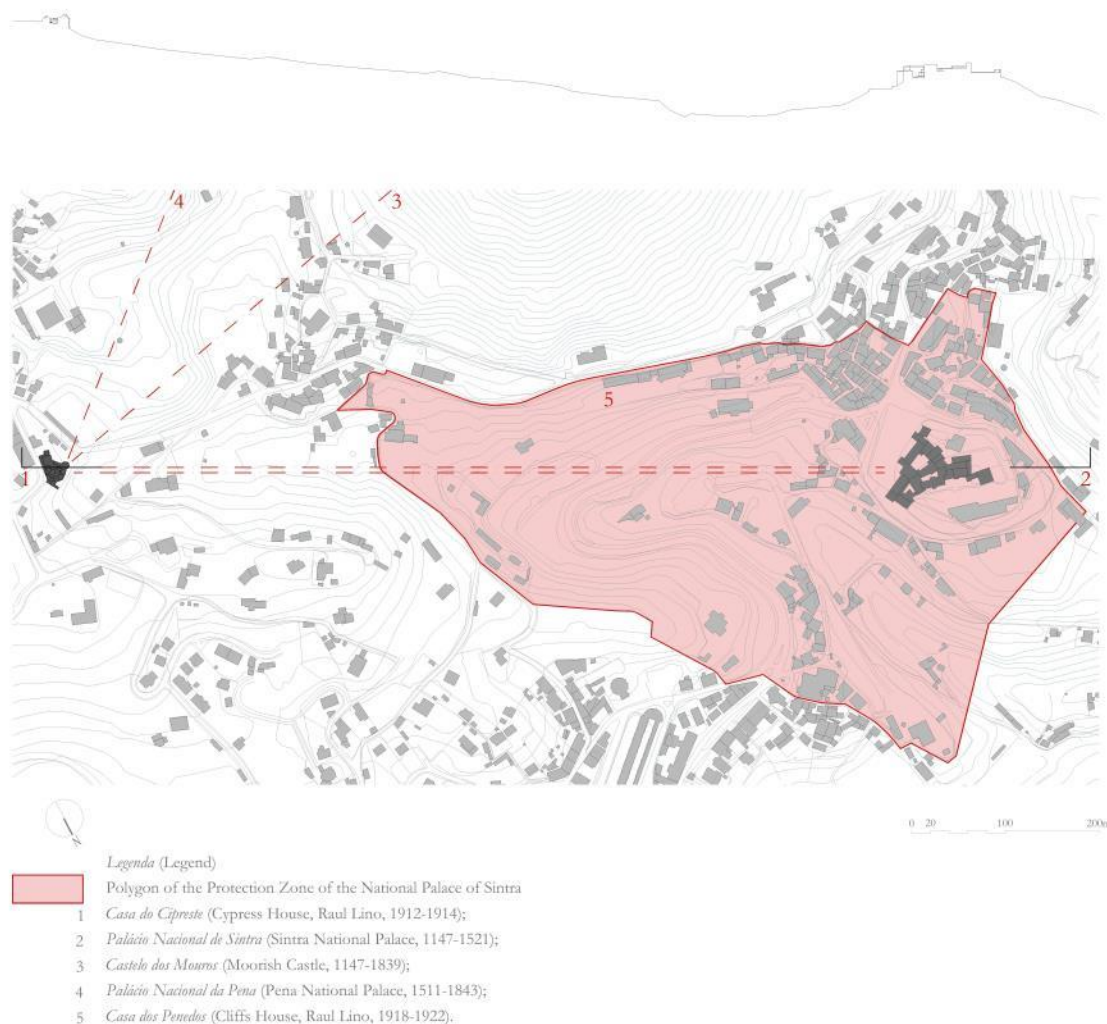 4
3
5
1
2
N
0 20 100 200m
Legenda (Legend)
Polygon of the Protection Zone of the National Palace of Sintra
1 Casa do Cipreste (Cypress House, Raul Lino, 1912-1914);
2 Palácio Nacional de Sintra (Sintra National Palace, 1147-1521);
3 Castelo dos Mouros (Moorish Castle, 1147-1839);
4 Palácio Nacional da Pena (Pena National Palace, 1511-1843);
5 Casa dos Penedos (Cliffs House, Raul Lino, 1918-1922).